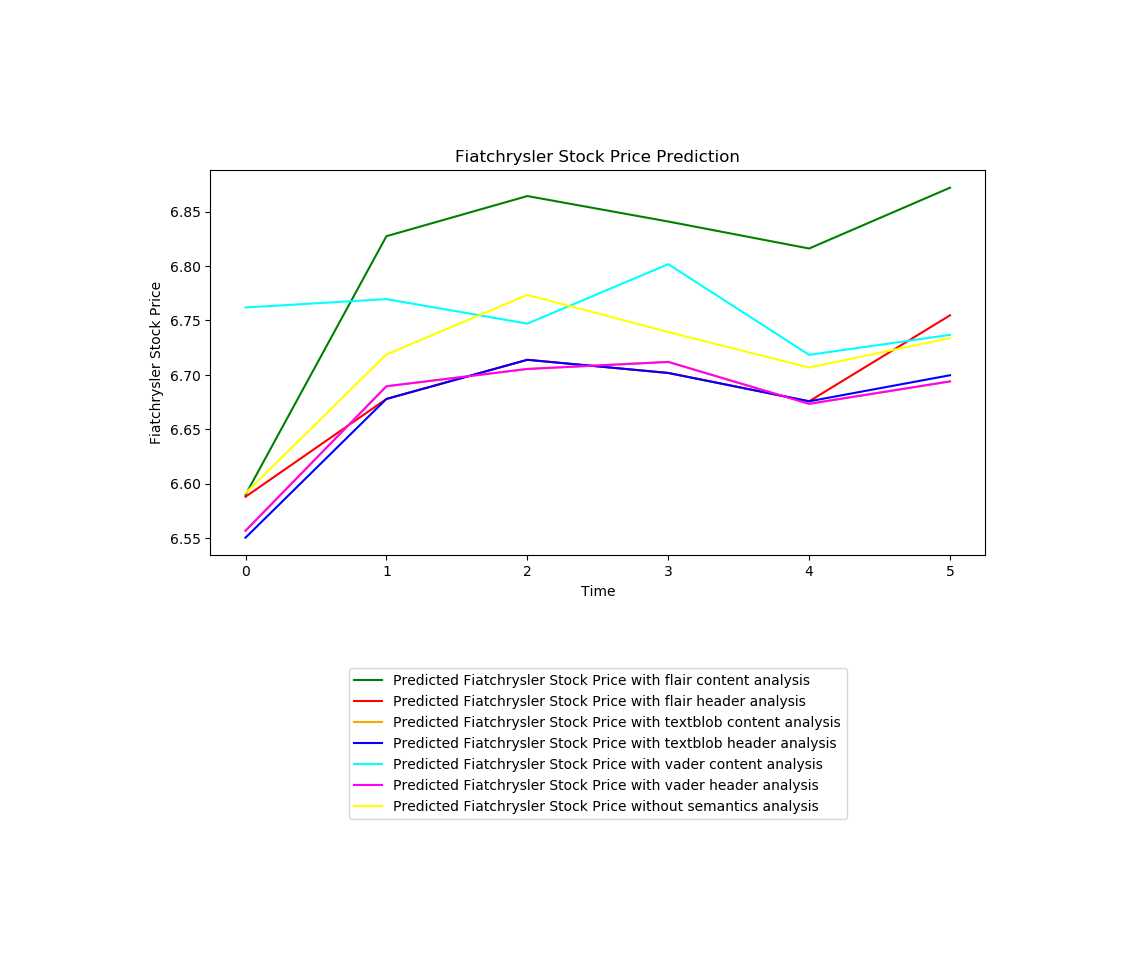 Fiatchrysler Stock Price Prediction
Fiatchrysler Stock Price
6.85
6.80
6.75
6.70
6.65
6.60
6.55
0 1 2 3 4 5
Time
Predicted Fiatchrysler Stock Price with flair content analysis
Predicted Fiatchrysler Stock Price with flair header analysis
Predicted Fiatchrysler Stock Price with textblob content analysis
Predicted Fiatchrysler Stock Price with textblob header analysis
Predicted Fiatchrysler Stock Price with vader content analysis
Predicted Fiatchrysler Stock Price with vader header analysis
Predicted Fiatchrysler Stock Price without semantics analysis